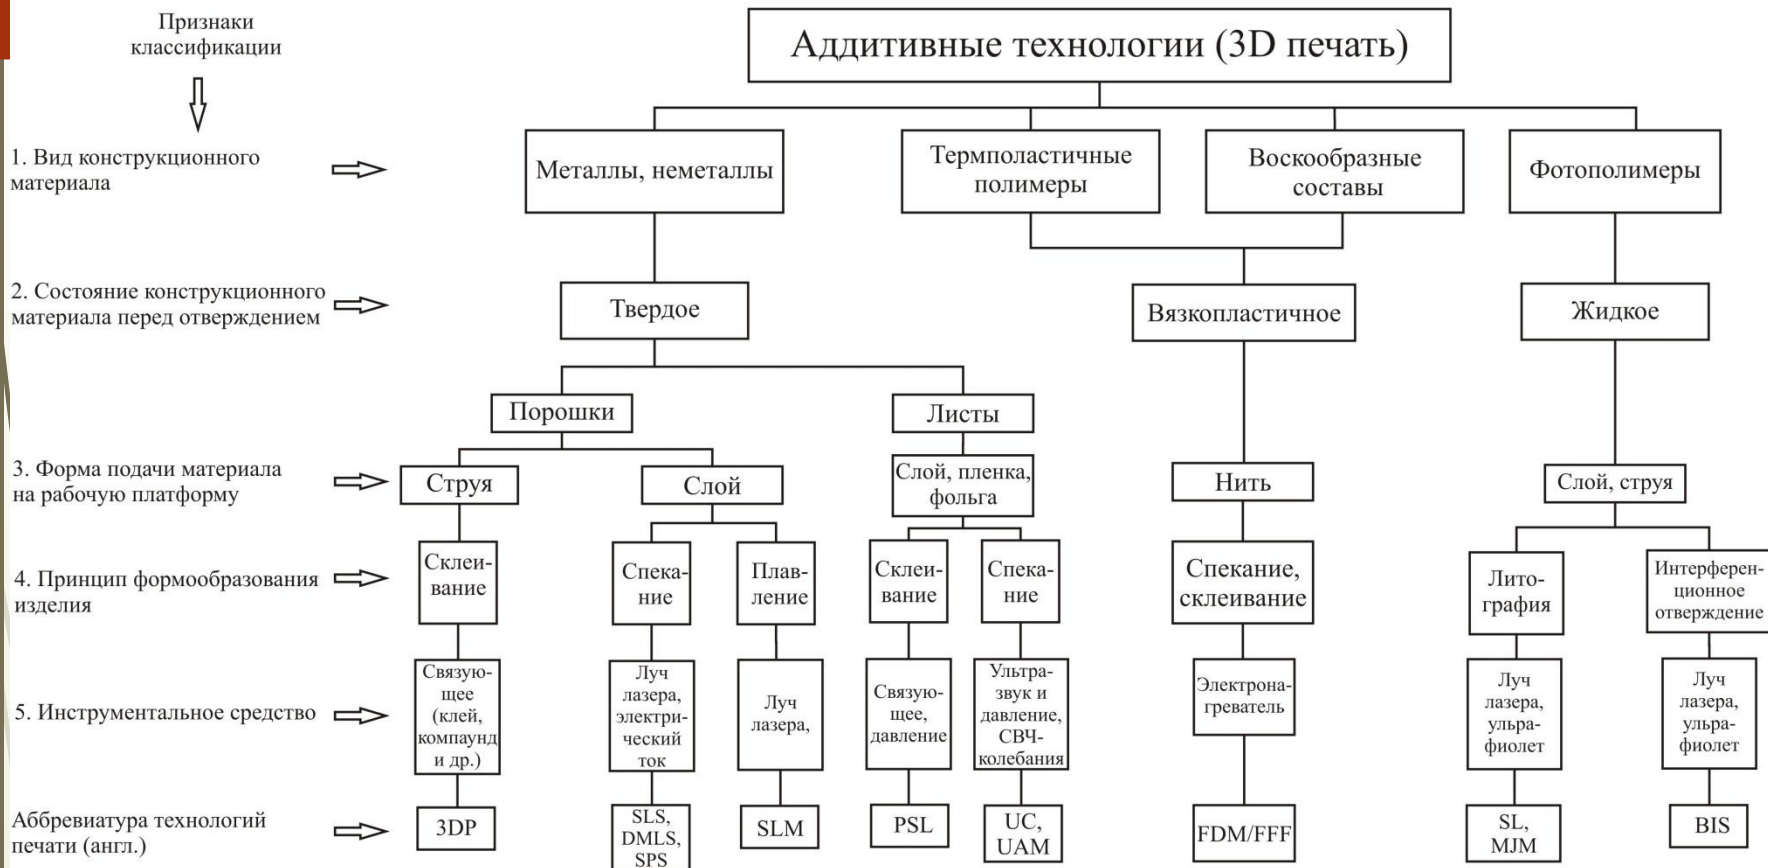 Признаки
классификации
Аддитивные технологии (3D печать)
1. Вид конструкционного
материала
Металлы, неметаллы
Термполастичные
полимеры
Воскообразные
составы
Фотополимеры
2. Состояние конструкционного
материала перед отверждением
Твердое
Вязкопластичное
Жидкое
Порошки
Листы
3. Форма подачи материала
на рабочую платформу
Струя
Слой
Слой, пленка,
фольга
Нить
Слой, струя
4. Принцип формообразования
изделия
Склеи-
вание
Спека-
ние
Плав-
ление
Склеи-
вание
Спека-
ние
Спекание,
склеивание
Лито-
графия
Интерферен-
ционное
отверждение
5. Инструментальное средство
Связую-
щее
(клей,
компаунд
и др.)
Луч
лазера,
электри-
ческий
ток
Луч
лазера,
Связую-
щее,
давление
Ультра-
звук и
давление,
СВЧ-
колебания
Электрона-
греватель
Луч
лазера,
ульра-
фиолет
Луч
лазера,
ульра-
фиолет
Аббревиатура технологий
печати (англ.)
3DP
SLS,
DMLS,
SPS
SLM
PSL
UC,
UAM
FDM/FFF
SL,
MJM
BIS